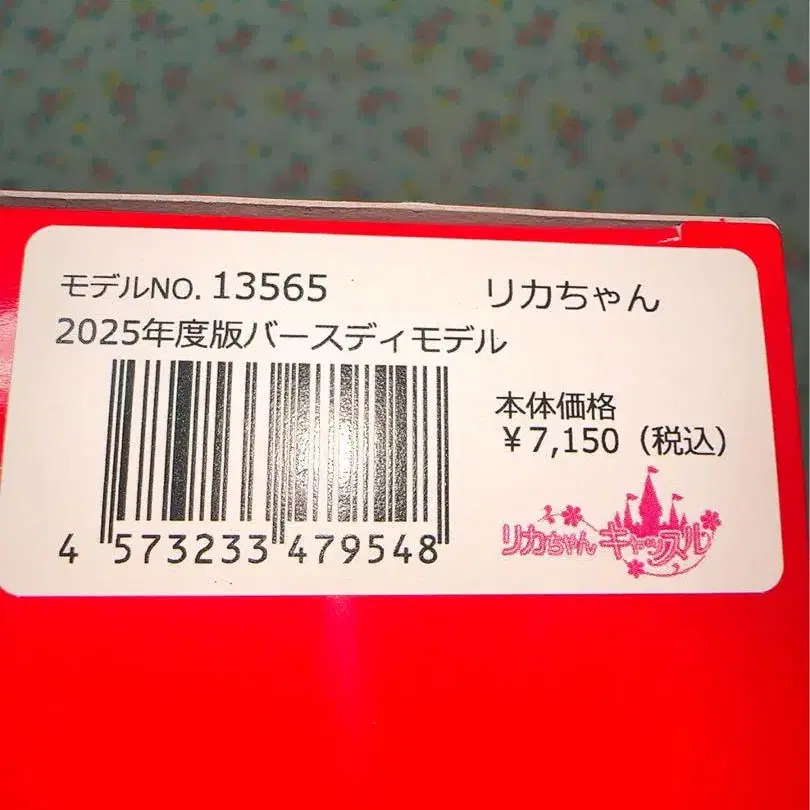 モデルNO. 13565
リカちゃん
2025年度版バースディモデル
本体価格
￥7,150（税込）
4 573233 479548
リカちゃん キャッスル